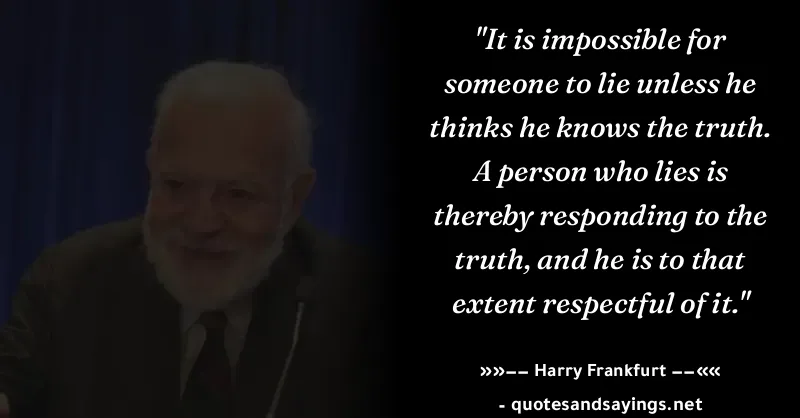 "It is impossible for
someone to lie unless he
thinks he knows the truth.
A person who lies is
thereby responding to the
truth, and he is to that
extent respectful of it."
»»–– Harry Frankfurt ––««
- quotesandsayings.net